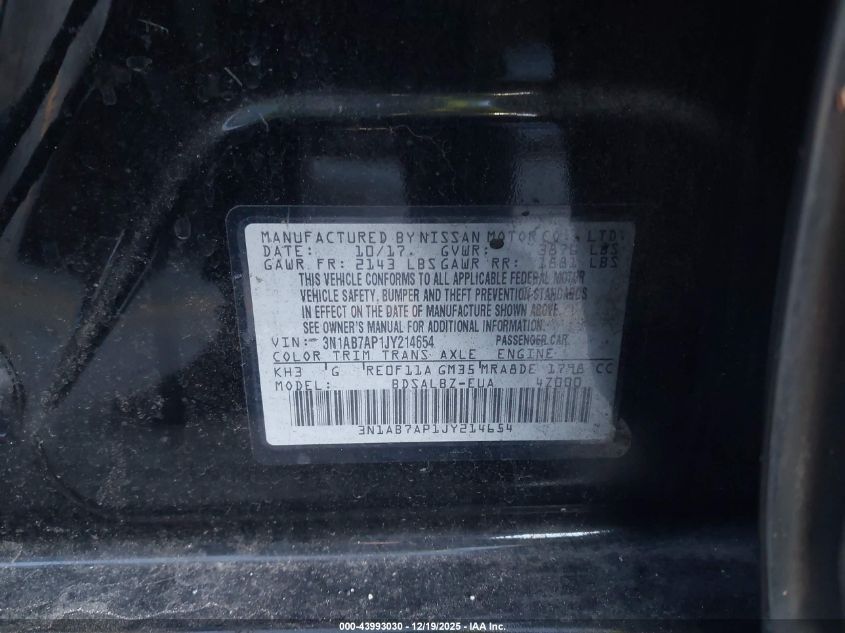 MANUFACTURED BY NISSAN MOTOR CO., LTD.
DATE: 10/17. GVWR: 3876 LBS
GAWR FR: 2143 LBS GAWR RR: 1881 LBS
THIS VEHICLE CONFORMS TO ALL APPLICABLE FEDERAL MOTOR
VEHICLE SAFETY, BUMPER AND THEFT PREVENTION STANDARDS
IN EFFECT ON THE DATE OF MANUFACTURE SHOWN ABOVE.
SEE OWNER'S MANUAL FOR ADDITIONAL INFORMATION.
VIN: 3N1AB7AP1JY214654 PASSENGER CAR
COLOR TRIM TRANS AXLE ENGINE
KH3 G RE0F11A GM35 MRA8DE 1798 CC
MODEL: BDSALBZ-EUA 4Z000
3N1AB7AP1JY214654
000-43993030 - 12/19/2025 - IAA Inc.